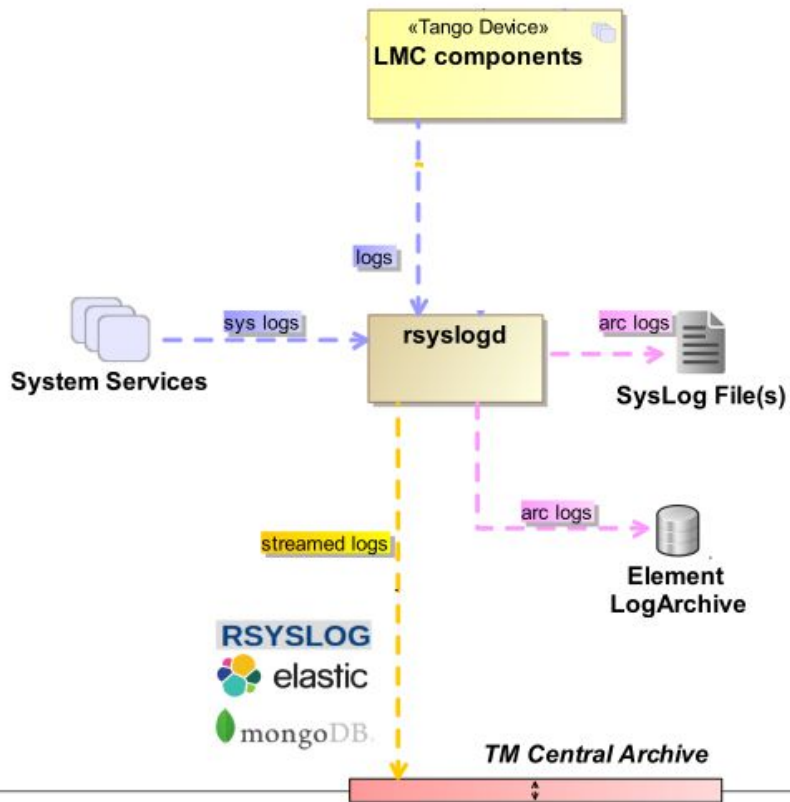 «Tango Device»
LMC components
logs
sys logs
System Services
rsyslogd
arc logs
SysLog File(s)
arc logs
streamed logs
Element
LogArchive
RSYSLOG
elastic
mongoDB.
TM Central Archive